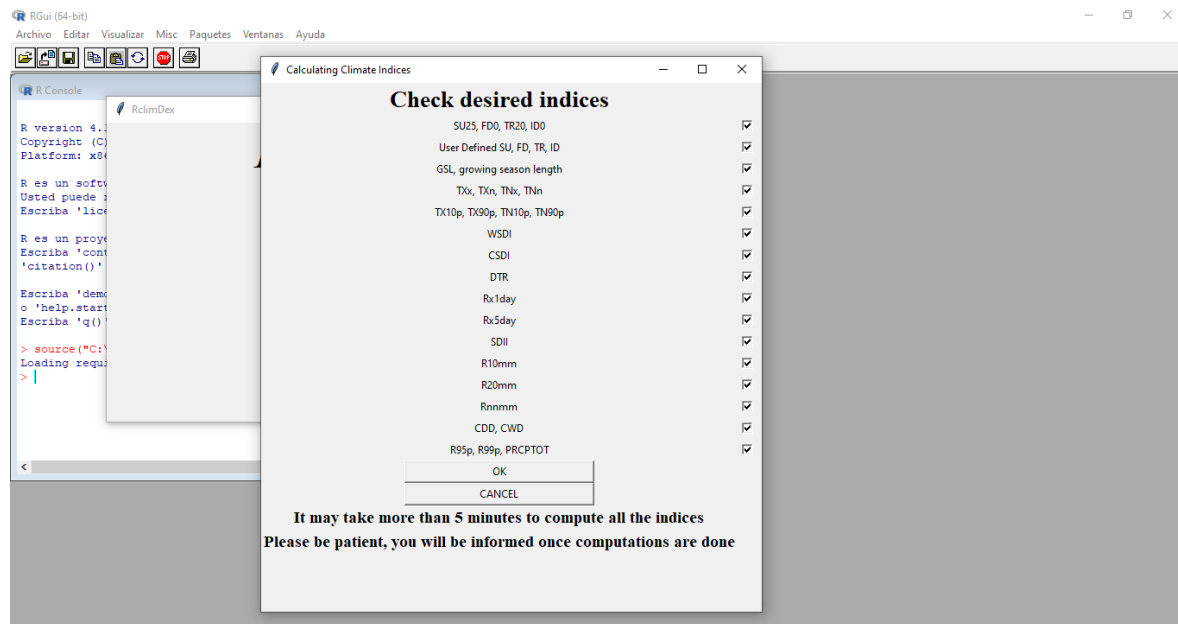 RGui (64-bit)
Archivo Editar Visualizar Misc Paquetes Ventanas Ayuda
STOP
R Console
R version 4.
Copyright (C)
Platform: x8
R es un soft
Usted puede
Escriba 'lice
R es un proye
Escriba 'cont
'citation()'
Escriba 'demo
o 'help.start
Escriba 'q()'
> source("C:\
Loading requi
>
RclimDex
Calculating Climate Indices
Check desired indices
SU25, FD0, TR20, ID0
User Defined SU, FD, TR, ID
GSL, growing season length
TXx, TXn, TNx, TNn
TX10p, TX90p, TN10p, TN90p
WSDI
CSDI
DTR
Rx1day
Rx5day
SDII
R10mm
R20mm
Rnnmm
CDD, CWD
R95p, R99p, PRCPTOT
OK
CANCEL
It may take more than 5 minutes to compute all the indices
Please be patient, you will be informed once computations are done